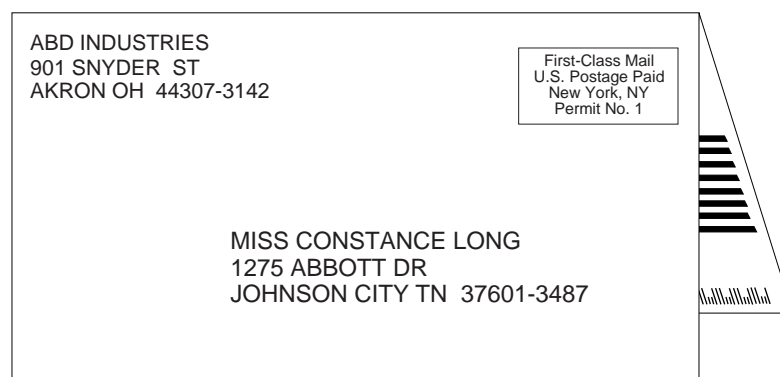 ABD INDUSTRIES
901 SNYDER ST
AKRON OH 44307-3142
First-Class Mail
U.S. Postage Paid
New York, NY
Permit No. 1
MISS CONSTANCE LONG
1275 ABBOTT DR
JOHNSON CITY TN 37601-3487